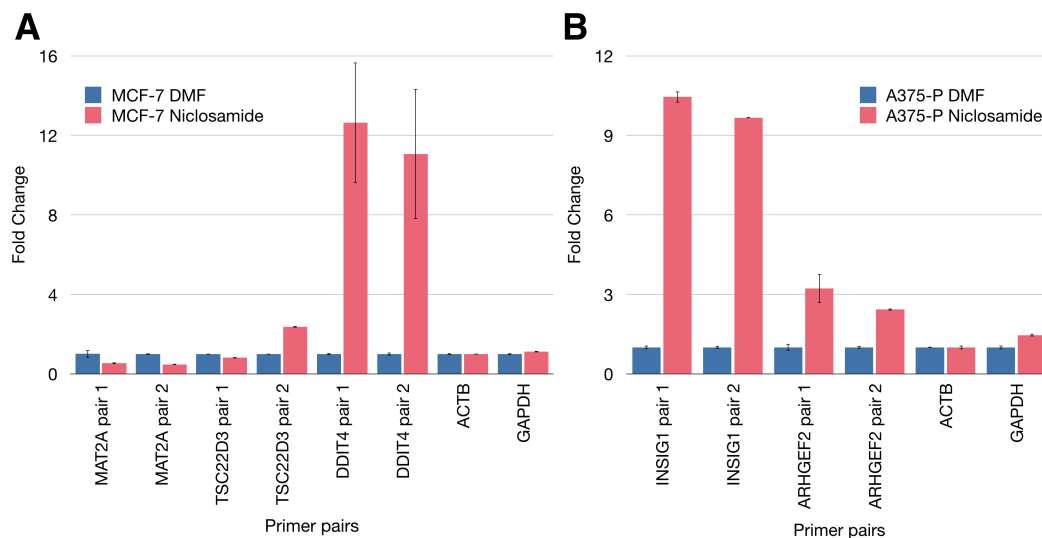 A
16
12
8
4
0
Fold Change
MCF-7 DMF
MCF-7 Niclosamide
MAT2A pair 1
MAT2A pair 2
TSC22D3 pair 1
TSC22D3 pair 2
DDIT4 pair 1
DDIT4 pair 2
ACTB
GAPDH
Primer pairs
B
12
9
6
3
0
Fold Change
A375-P DMF
A375-P Niclosamide
INSIG1 pair 1
INSIG1 pair 2
ARHGEF2 pair 1
ARHGEF2 pair 2
ACTB
GAPDH
Primer pairs